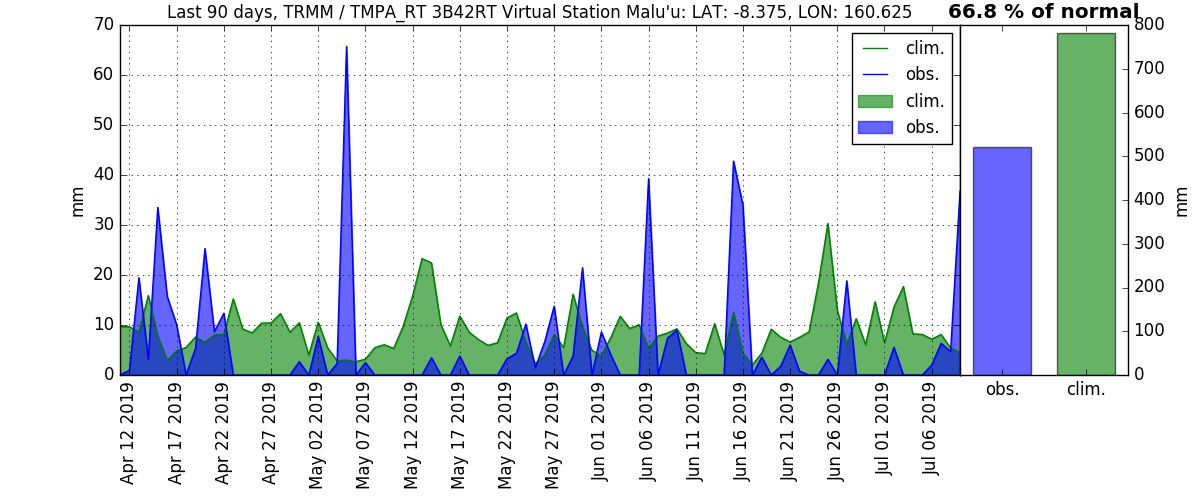 Last 90 days, TRMM / TMPA_RT 3B42RT Virtual Station Malu'u: LAT: -8.375, LON: 160.625
66.8 % of normal
70
60
50
40
30
20
10
0
mm
clim.
obs.
clim.
obs.
800
700
600
500
400
300
200
100
0
mm
obs.
clim.
Apr 12 2019
Apr 17 2019
Apr 22 2019
Apr 27 2019
May 02 2019
May 07 2019
May 12 2019
May 17 2019
May 22 2019
May 27 2019
Jun 01 2019
Jun 06 2019
Jun 11 2019
Jun 16 2019
Jun 21 2019
Jun 26 2019
Jul 01 2019
Jul 06 2019